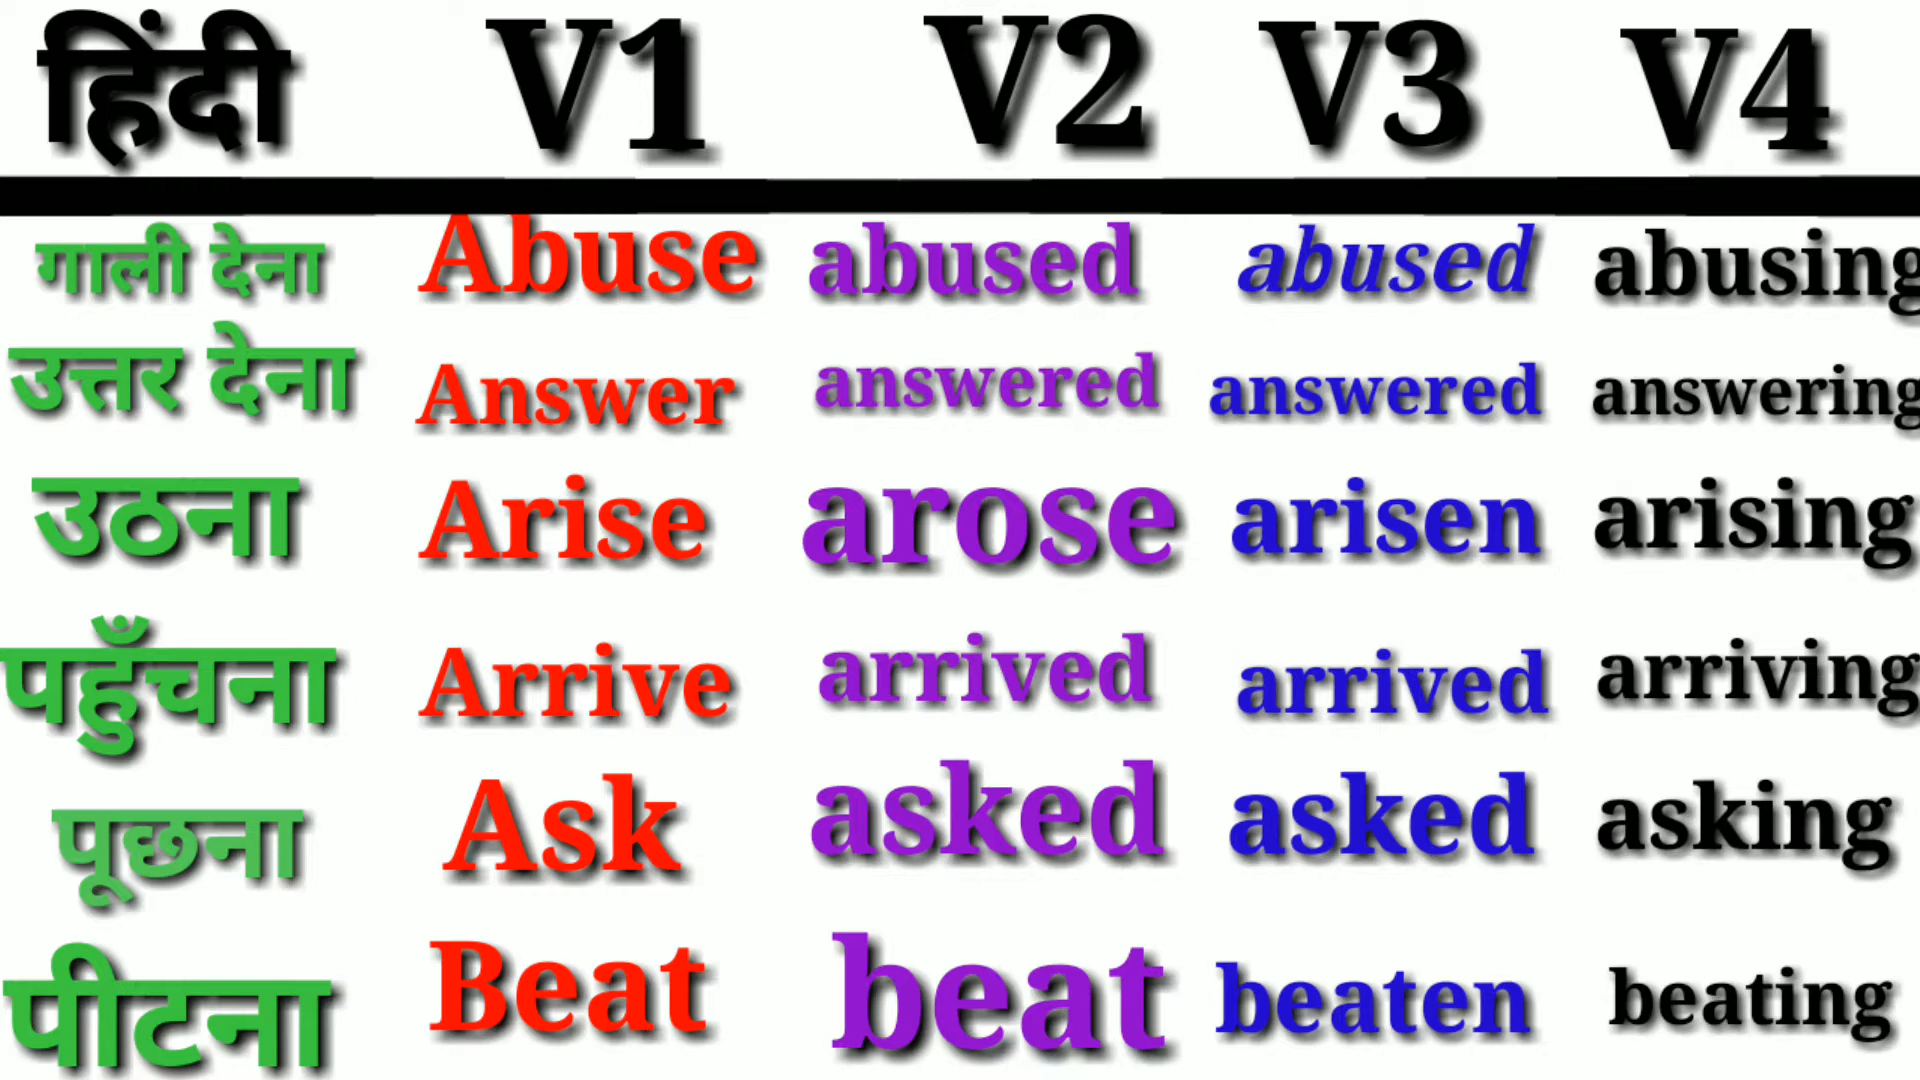 हिंदी V1 V2 V3 V4
गाली देना Abuse abused abused abusing
उत्तर देना Answer answered answered answering
उठना Arise arose arisen arising
पहुँचना Arrive arrived arrived arriving
पूछना Ask asked asked asking
पीटना Beat beat beaten beating